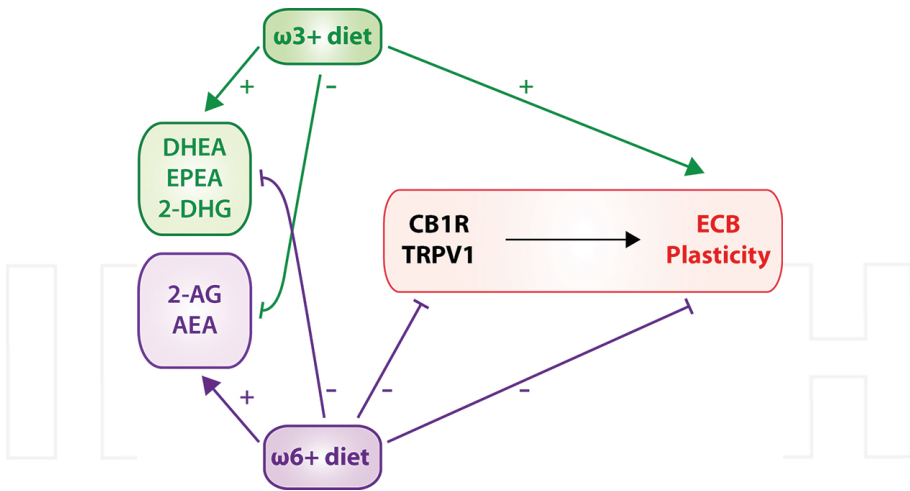 ω3+ diet
+
−
+
DHEA
EPEA
2-DHG
CB1R
TRPV1
ECB
Plasticity
2-AG
AEA
+
−
−
−
ω6+ diet